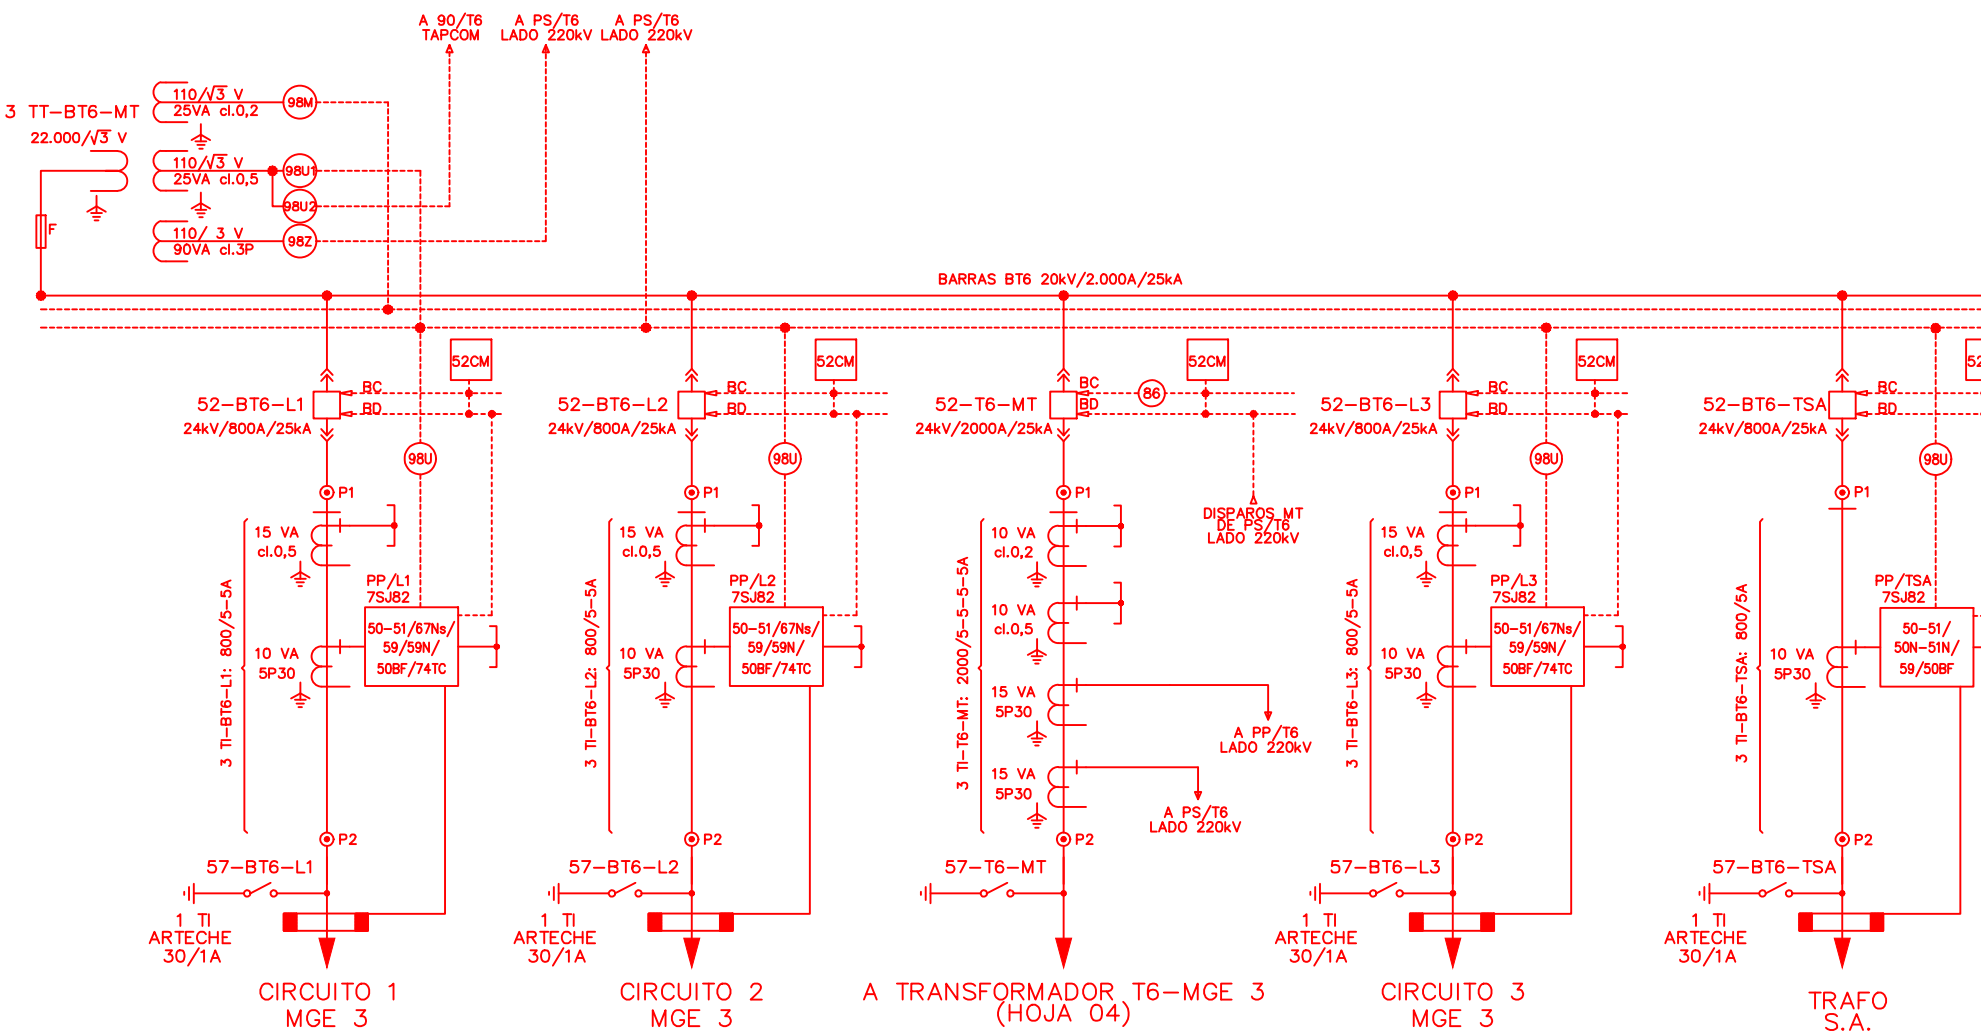 A 90/T6
TAPCOM
A PS/T6
LADO 220kV
A PS/T6
LADO 220kV
3 TT-BT6-MT
22.000/√3 V
110/√3 V
25VA cl.0,2
98M
110/√3 V
25VA cl.0,5
98U1
98U2
110/ 3 V
90VA cl.3P
98Z
F
BARRAS BT6 20kV/2.000A/25kA
52CM
BC
BD
52-BT6-L1
24kV/800A/25kA
98U
P1
15 VA
cl.0,5
3 TI-BT6-L1: 800/5-5A
PP/L1
7SJ82
50-51/67Ns/
59/59N/
50BF/74TC
10 VA
5P30
P2
57-BT6-L1
1 TI
ARTECHE
30/1A
CIRCUITO 1
MGE 3
52CM
BC
BD
52-BT6-L2
24kV/800A/25kA
98U
P1
15 VA
cl.0,5
3 TI-BT6-L2: 800/5-5A
PP/L2
7SJ82
50-51/67Ns/
59/59N/
50BF/74TC
10 VA
5P30
P2
57-BT6-L2
1 TI
ARTECHE
30/1A
CIRCUITO 2
MGE 3
52CM
BC
86
BD
52-T6-MT
24kV/2000A/25kA
P1
DISPAROS MT
DE PS/T6
LADO 220kV
10 VA
cl.0,2
10 VA
cl.0,5
3 TI-T6-MT: 2000/5-5-5-5A
15 VA
5P30
A PP/T6
LADO 220kV
15 VA
5P30
A PS/T6
LADO 220kV
P2
57-T6-MT
A TRANSFORMADOR T6-MGE 3
(HOJA 04)
52CM
BC
BD
52-BT6-L3
24kV/800A/25kA
98U
P1
15 VA
cl.0,5
3 TI-BT6-L3: 800/5-5A
PP/L3
7SJ82
50-51/67Ns/
59/59N/
50BF/74TC
10 VA
5P30
P2
57-BT6-L3
1 TI
ARTECHE
30/1A
CIRCUITO 3
MGE 3
52
BC
BD
52-BT6-TSA
24kV/800A/25kA
98U
P1
3 TI-BT6-TSA: 800/5A
PP/TSA
7SJ82
50-51/
50N-51N/
59/50BF
10 VA
5P30
P2
57-BT6-TSA
1 TI
ARTECHE
30/1A
TRAFO
S.A.